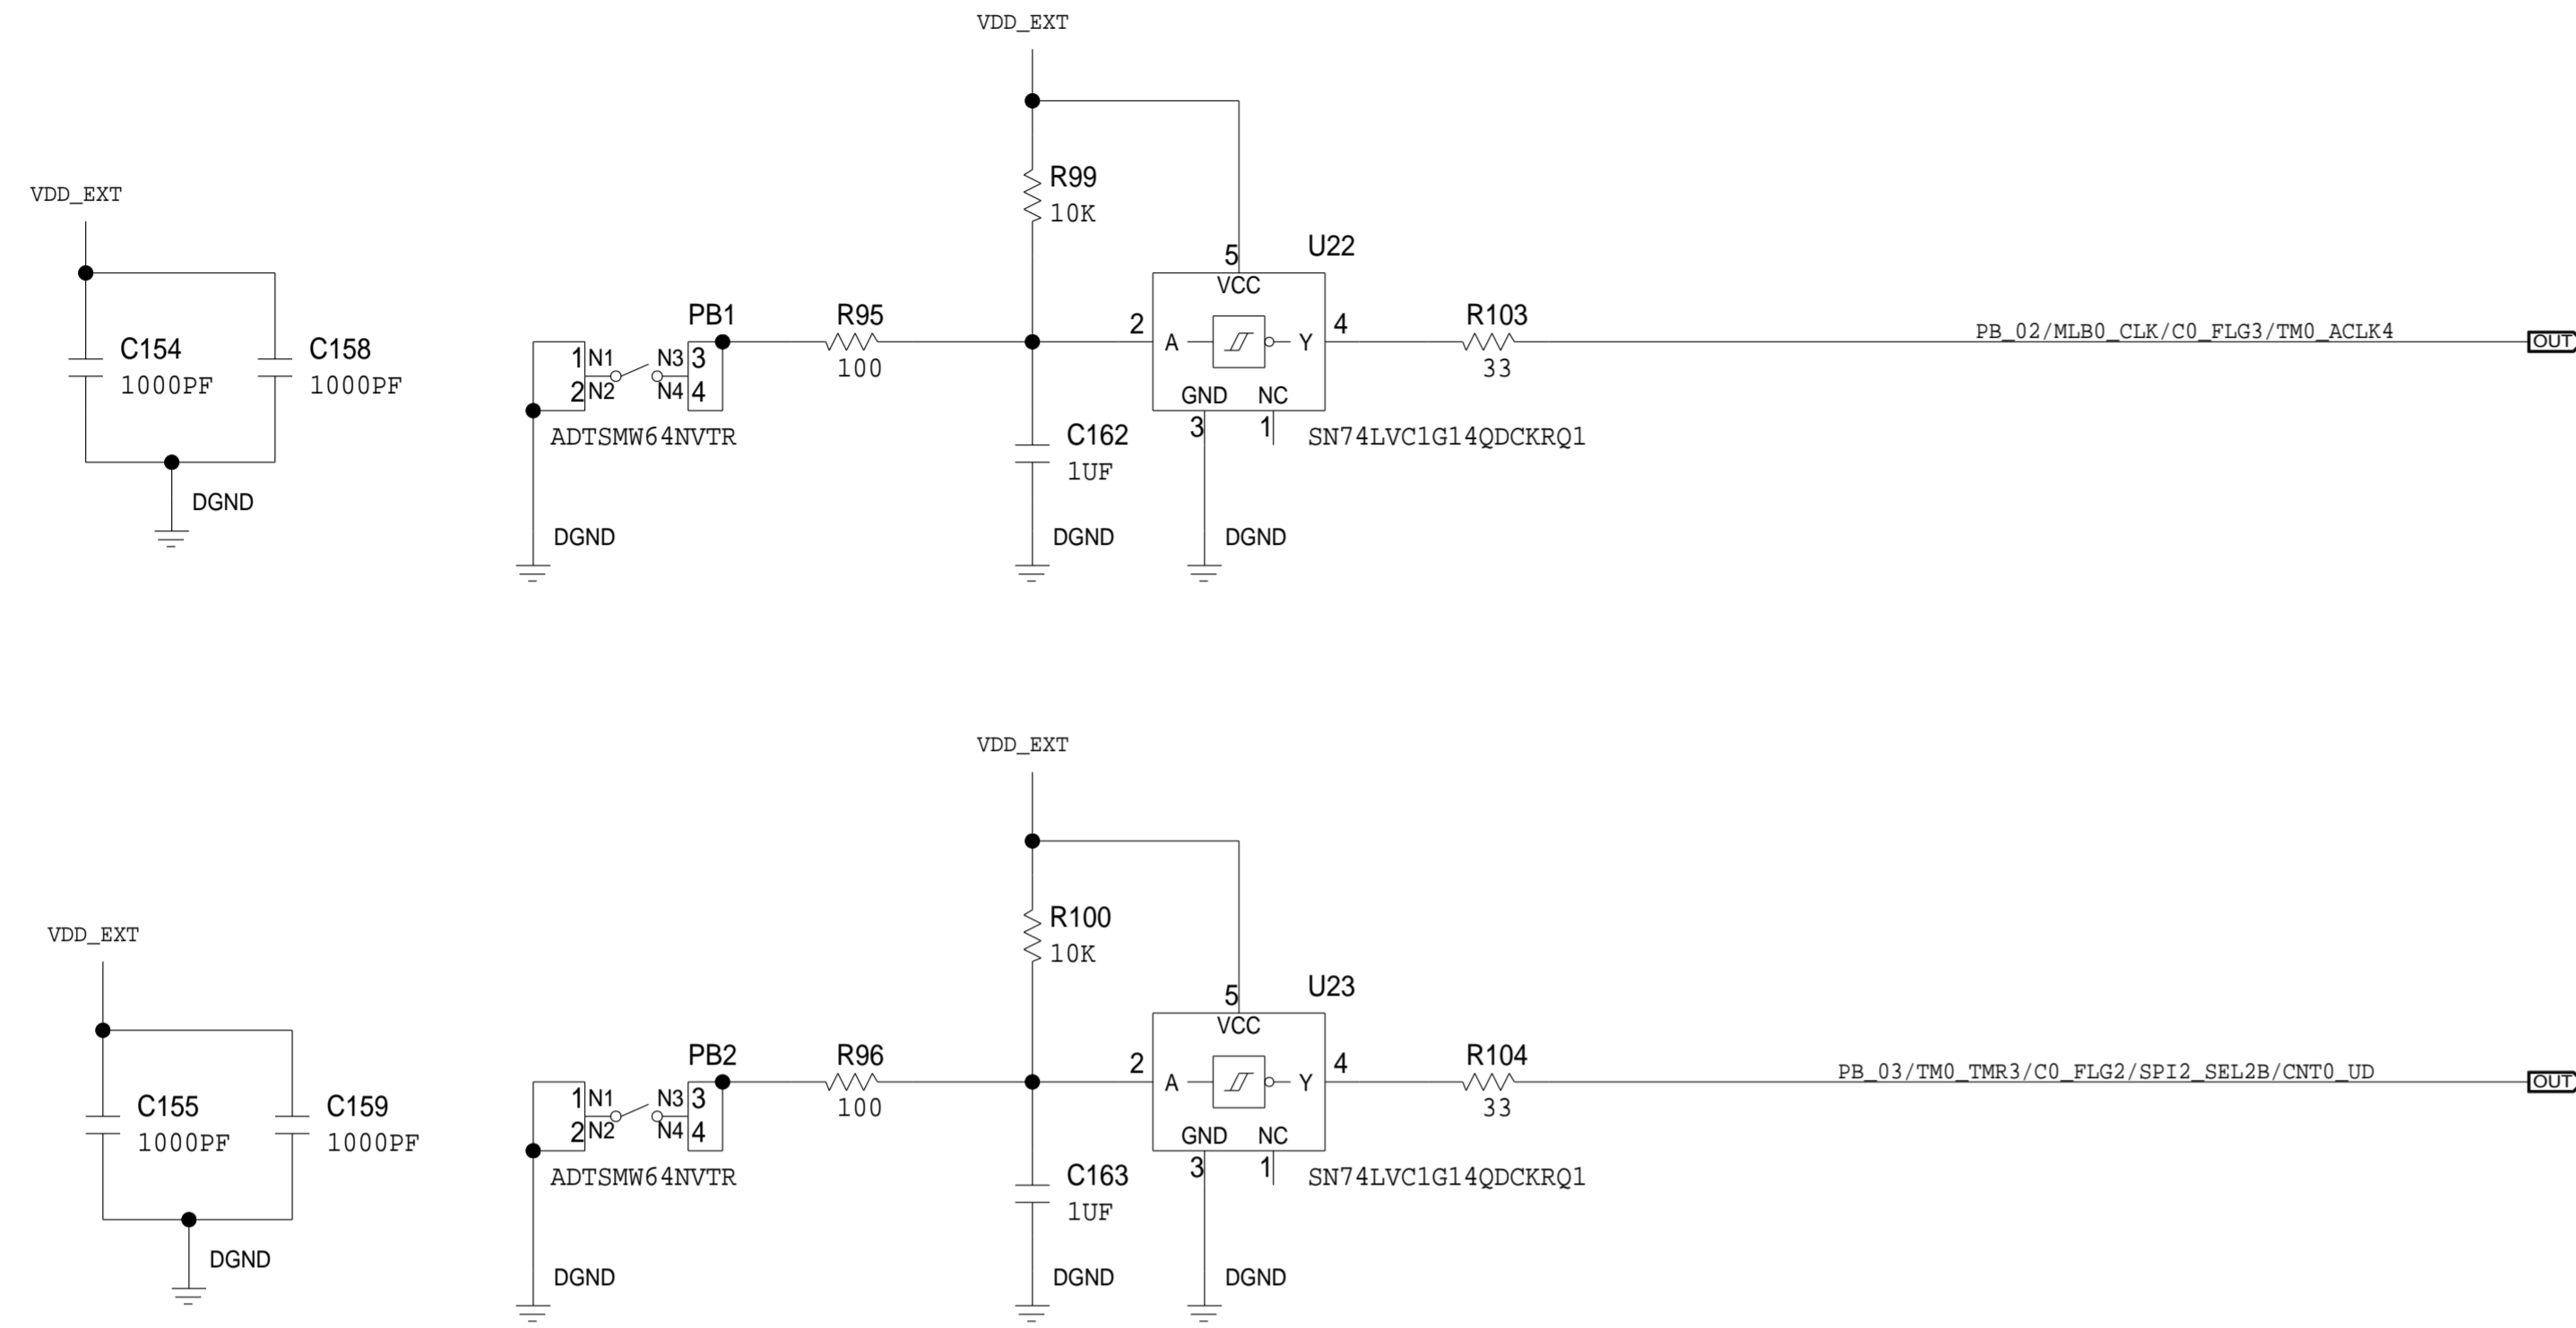 VDD_EXT
R99
10K
VDD_EXT
C154
1000PF
C158
1000PF
DGND
PB1
1 N1 N3 3
2 N2 N4 4
ADTSMW64NVTR
DGND
R95
100
C162
1UF
DGND
U22
5
VCC
2 A Y 4
GND NC
3 1
SN74LVC1G14QDCKRQ1
DGND
R103
33
PB_02/MLB0_CLK/C0_FLG3/TM0_ACLK4
OUT
VDD_EXT
R100
10K
VDD_EXT
C155
1000PF
C159
1000PF
DGND
PB2
1 N1 N3 3
2 N2 N4 4
ADTSMW64NVTR
DGND
R96
100
C163
1UF
DGND
U23
5
VCC
2 A Y 4
GND NC
3 1
SN74LVC1G14QDCKRQ1
DGND
R104
33
PB_03/TM0_TMR3/C0_FLG2/SPI2_SEL2B/CNT0_UD
OUT